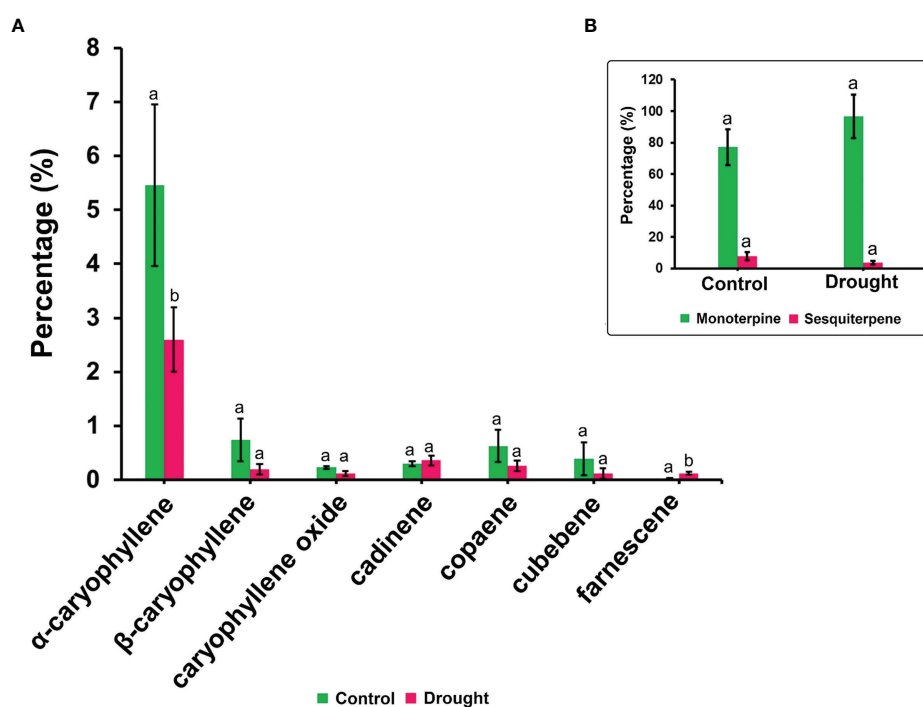 A
Percentage (%)
8
7
6
5
4
3
2
1
0
a
b
a
a
a a
a a
a
a
a
a
a b
α-caryophyllene
β-caryophyllene
caryophyllene oxide
cadinene
copaene
cubebene
farnescene
Control Drought
B
Percentage (%)
120
100
80
60
40
20
0
a
a
a
a
Control Drought
Monoterpine Sesquiterpene